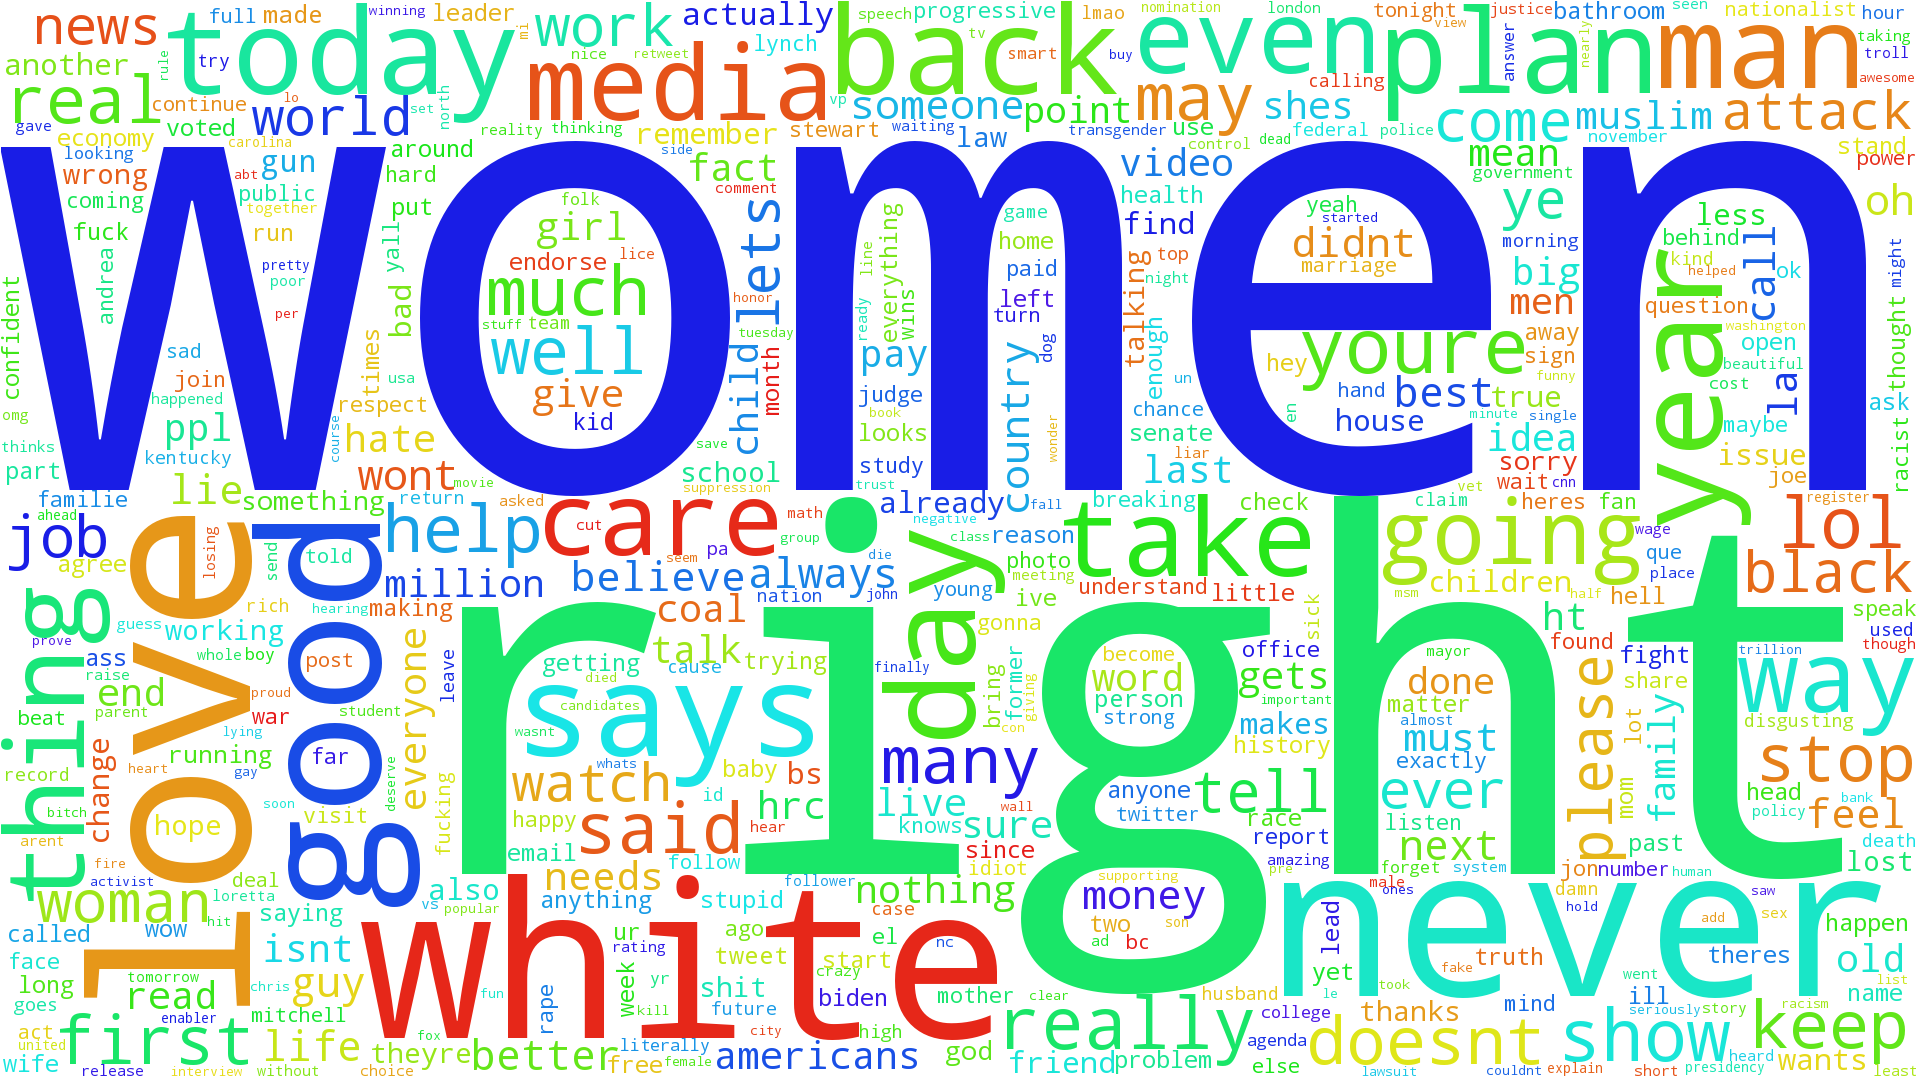 women
right
white
never
love
good
today
media
back
even
plan
man
news
work
actually
real
world
another
continue
voted
economy
full
made
leader
winning
speech
progressive
lmao
nomination
london
tonight
justice
bathroom
seen
nationalist
hour
taking
troll
awesome
rule
try
mi
nice
retweet
lynch
tv
smart
buy
view
answer
nearly
calling
may
shes
someone
point
come
muslim
attack
gave
carolina
lo
set
north
reality
thinking
remember
stewart
vp
waiting
law
transgender
use
control
dead
federal
police
november
stand
power
looking
wrong
coming
fuck
abt
gun
public
together
run
pretty
poor
per
around
hard
put
yall
bad
andrea
confident
folk
girl
endorse
lice
much
stuff
team
well
give
kid
side
fact
comment
lets
honor
tuesday
child
month
save
school
suppression
line
ready
everything
wins
pay
judge
book
looks
study
trust
already
game
home
paid
left
turn
dog
country
wonder
video
health
find
talking
top
night
enough
un
chance
senate
liar
last
yeah
started
didnt
marriage
youre
hey
hand
best
house
en
mean
government
ye
morning
big
men
away
sign
funny
true
minute
single
idea
sorry
wait
cnn
vet
less
behind
kind
helped
question
year
call
la
ok
washington
open
beautiful
cost
maybe
issue
joe
oh
might
thought
racist
ask
register
sad
join
happened
ppl
kentucky
omg
thinks
part
familie
ahead
job
agree
lie
something
times
usa
respect
hate
course
wont
movie
return
asked
help
million
care
cut
math
group
pa
seem
believe
always
nation
john
die
negative
class
reason
fall
photo
meeting
young
ive
gonna
breaking
take
check
understand
little
claim
going
children
half
msm
heres
fan
wage
que
place
hell
ht
lol
black
speak
used
though
thing
guess
prove
ass
raise
end
parent
beat
record
bitch
arent
change
fire
activist
losing
send
told
hearing
rich
working
whole
boy
post
proud
war
student
lying
running
heart
gay
far
soon
hope
visit
making
everyone
leave
deserve
fucking
coal
talk
cause
trying
getting
died
candidates
says
wasnt
whats
watch
baby
bs
id
hrc
happy
said
hear
email
follow
finally
day
many
live
knows
sure
wall
since
idiot
bring
former
giving
con
become
word
person
strong
anyone
twitter
office
gets
important
makes
history
tell
race
report
amazing
pre
sick
mayor
done
matter
almost
must
exactly
ever
listen
next
forget
system
please
found
fight
share
family
lot
mom
past
jon
number
human
trillion
way
disgusting
stop
head
policy
bank
feel
death
lost
woman
deal
loretta
hit
saying
called
wow
face
isnt
long
goes
tomorrow
chris
guy
read
mitchell
enabler
act
united
first
wife
release
interview
life
without
theyre
choice
also
vs
popular
fun
fox
better
needs
anything
rape
ur
rating
week
yr
kill
stupid
follower
ago
tweet
shit
future
city
literally
free
female
americans
nothing
case
el
start
crazy
biden
nc
high
mother
god
clear
really
friend
problem
supporting
money
two
son
ad
bc
husband
le
college
agenda
else
lead
yet
male
ones
fake
took
truth
thanks
doesnt
lawsuit
couldnt
explain
mind
damn
hold
theres
went
ill
seriously
story
show
short
presidency
heard
saw
sex
add
racism
happen
old
list
name
keep
wants
least